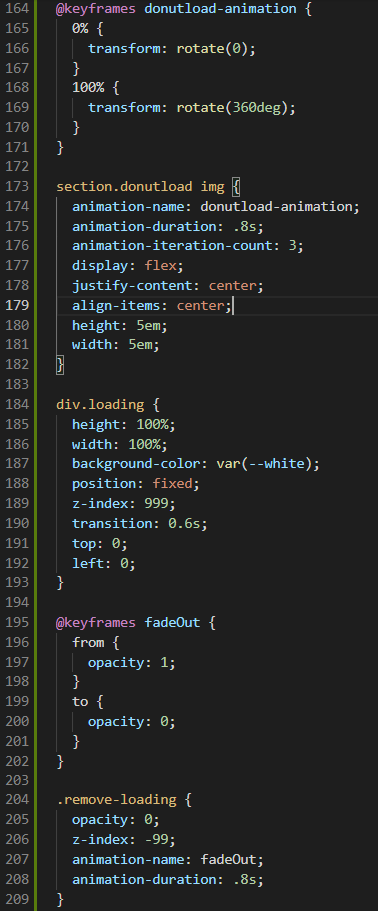 164 @keyframes donutload-animation {
165   0% {
166     transform: rotate(0);
167   }
168   100% {
169     transform: rotate(360deg);
170   }
171 }
172
173 section.donutload img {
174   animation-name: donutload-animation;
175   animation-duration: .8s;
176   animation-iteration-count: 3;
177   display: flex;
178   justify-content: center;
179   align-items: center;
180   height: 5em;
181   width: 5em;
182 }
183
184 div.loading {
185   height: 100%;
186   width: 100%;
187   background-color: var(--white);
188   position: fixed;
189   z-index: 999;
190   transition: 0.6s;
191   top: 0;
192   left: 0;
193 }
194
195 @keyframes fadeOut {
196   from {
197     opacity: 1;
198   }
199   to {
200     opacity: 0;
201   }
202 }
203
204 .remove-loading {
205   opacity: 0;
206   z-index: -99;
207   animation-name: fadeOut;
208   animation-duration: .8s;
209 }